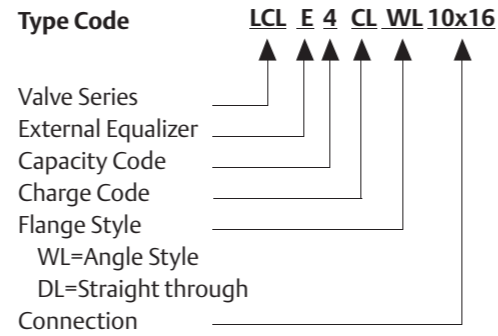 Type Code LCL E 4 CL WL 10x16
Valve Series
External Equalizer
Capacity Code
Charge Code
Flange Style
WL=Angle Style
DL=Straight through
Connection